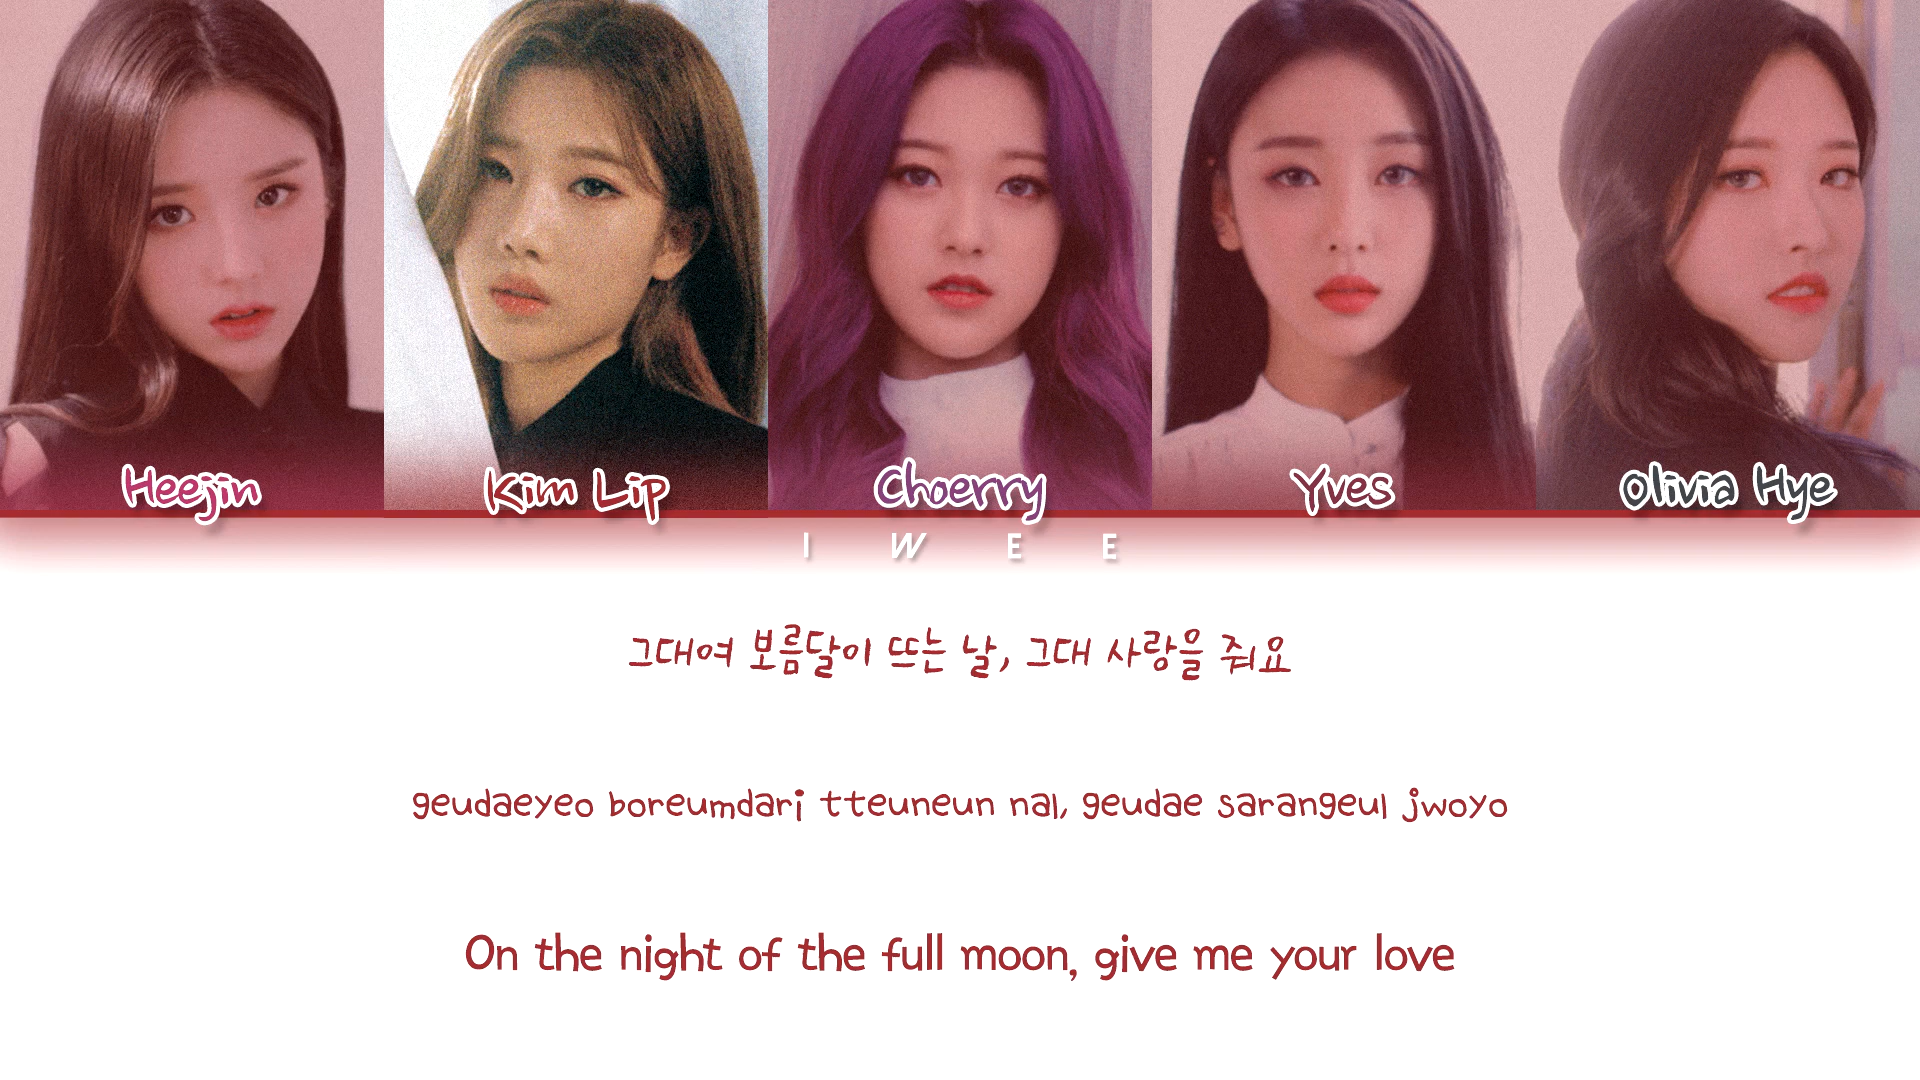 Heejin Kim Lip Choerry Yves Olivia Hye
I W E E
그대여 보름달이 뜨는 날, 그대 사랑을 줘요
geudaeyeo boreumdari tteuneun nal, geudae sarangeul jwoyo
On the night of the full moon, give me your love